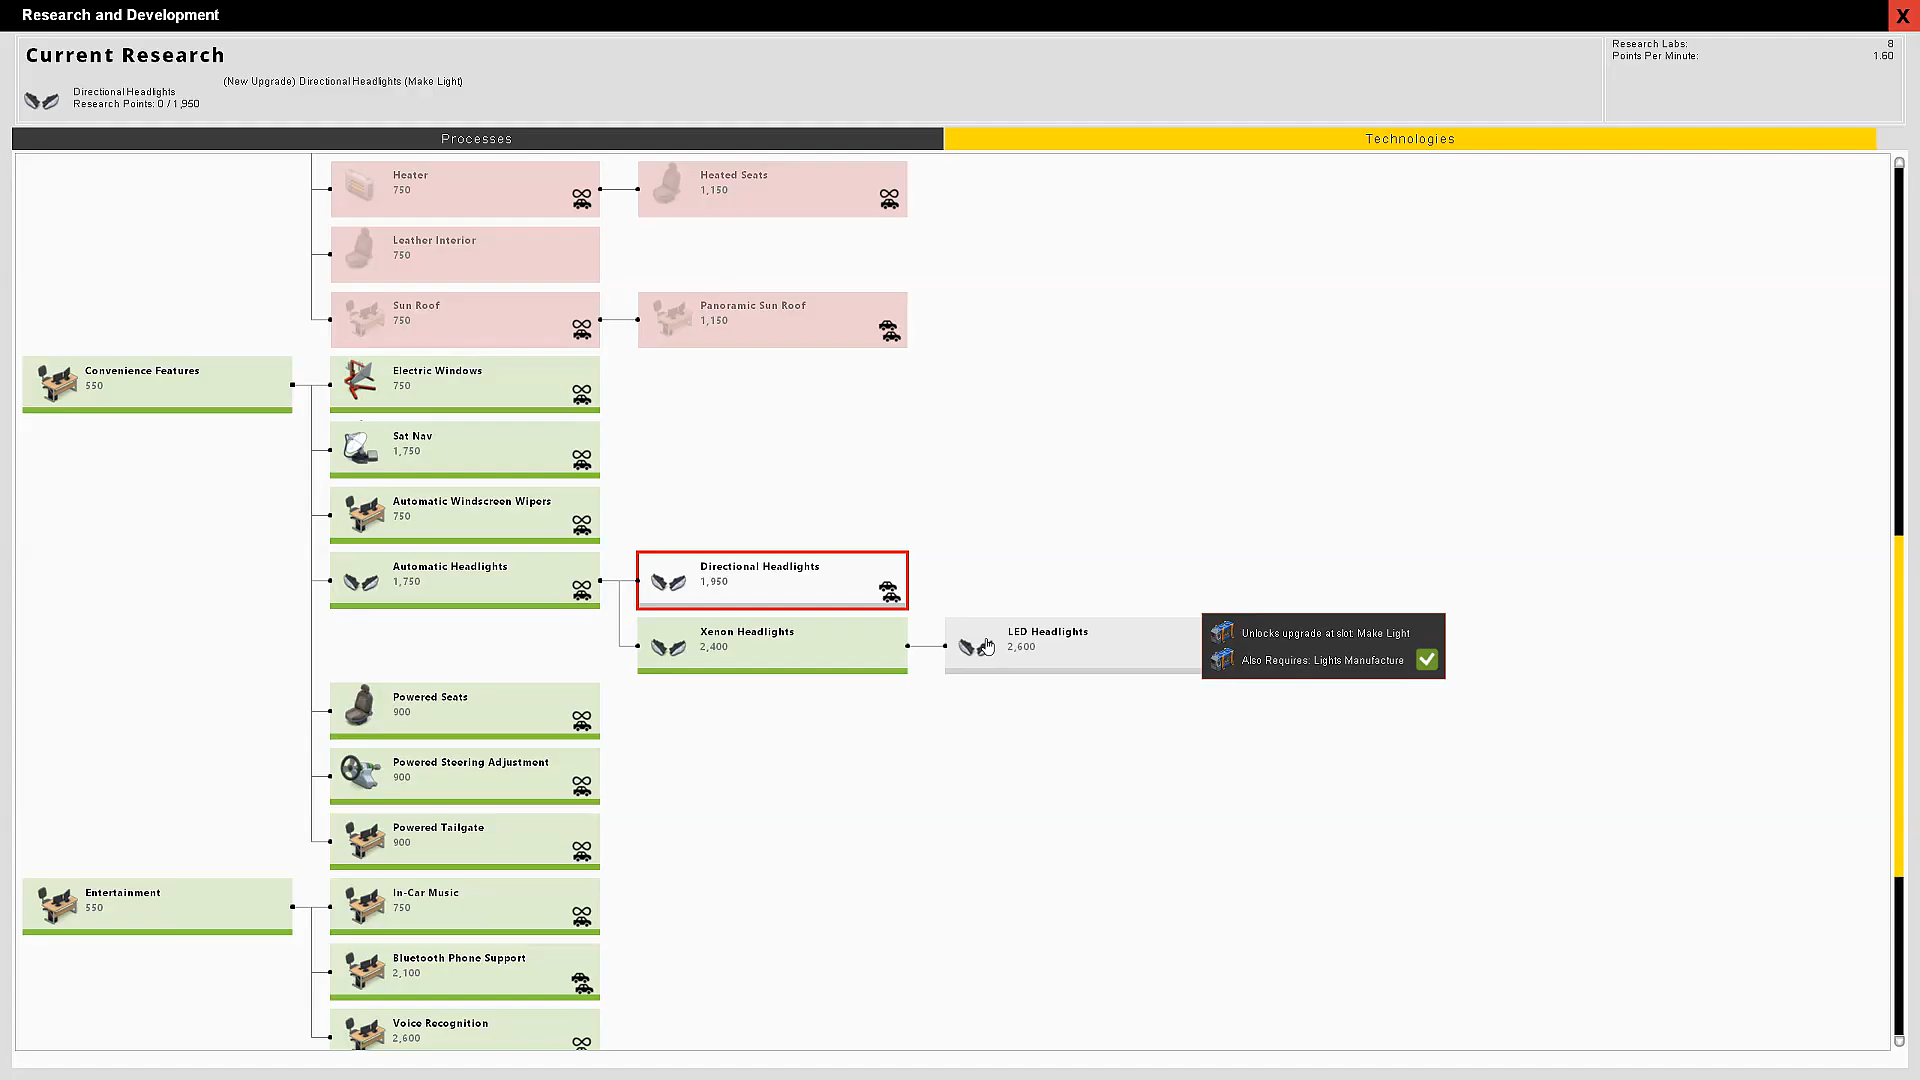 Research and Development
X
Current Research
(New Upgrade) Directional Headlights (Make Light)
Directional Headlights
Research Points: 0 / 1,950
Research Labs: 8
Points Per Minute: 1.60
Processes
Technologies
Heater
750
Heated Seats
1,150
Leather Interior
750
Sun Roof
750
Panoramic Sun Roof
1,150
Convenience Features
550
Electric Windows
750
Sat Nav
1,750
Automatic Windscreen Wipers
750
Automatic Headlights
1,750
Directional Headlights
1,950
Xenon Headlights
2,400
LED Headlights
2,600
Unlocks upgrade at slot: Make Light
Also Requires: Lights Manufacture
Powered Seats
900
Powered Steering Adjustment
900
Powered Tailgate
900
Entertainment
550
In-Car Music
750
Bluetooth Phone Support
2,100
Voice Recognition
2,600